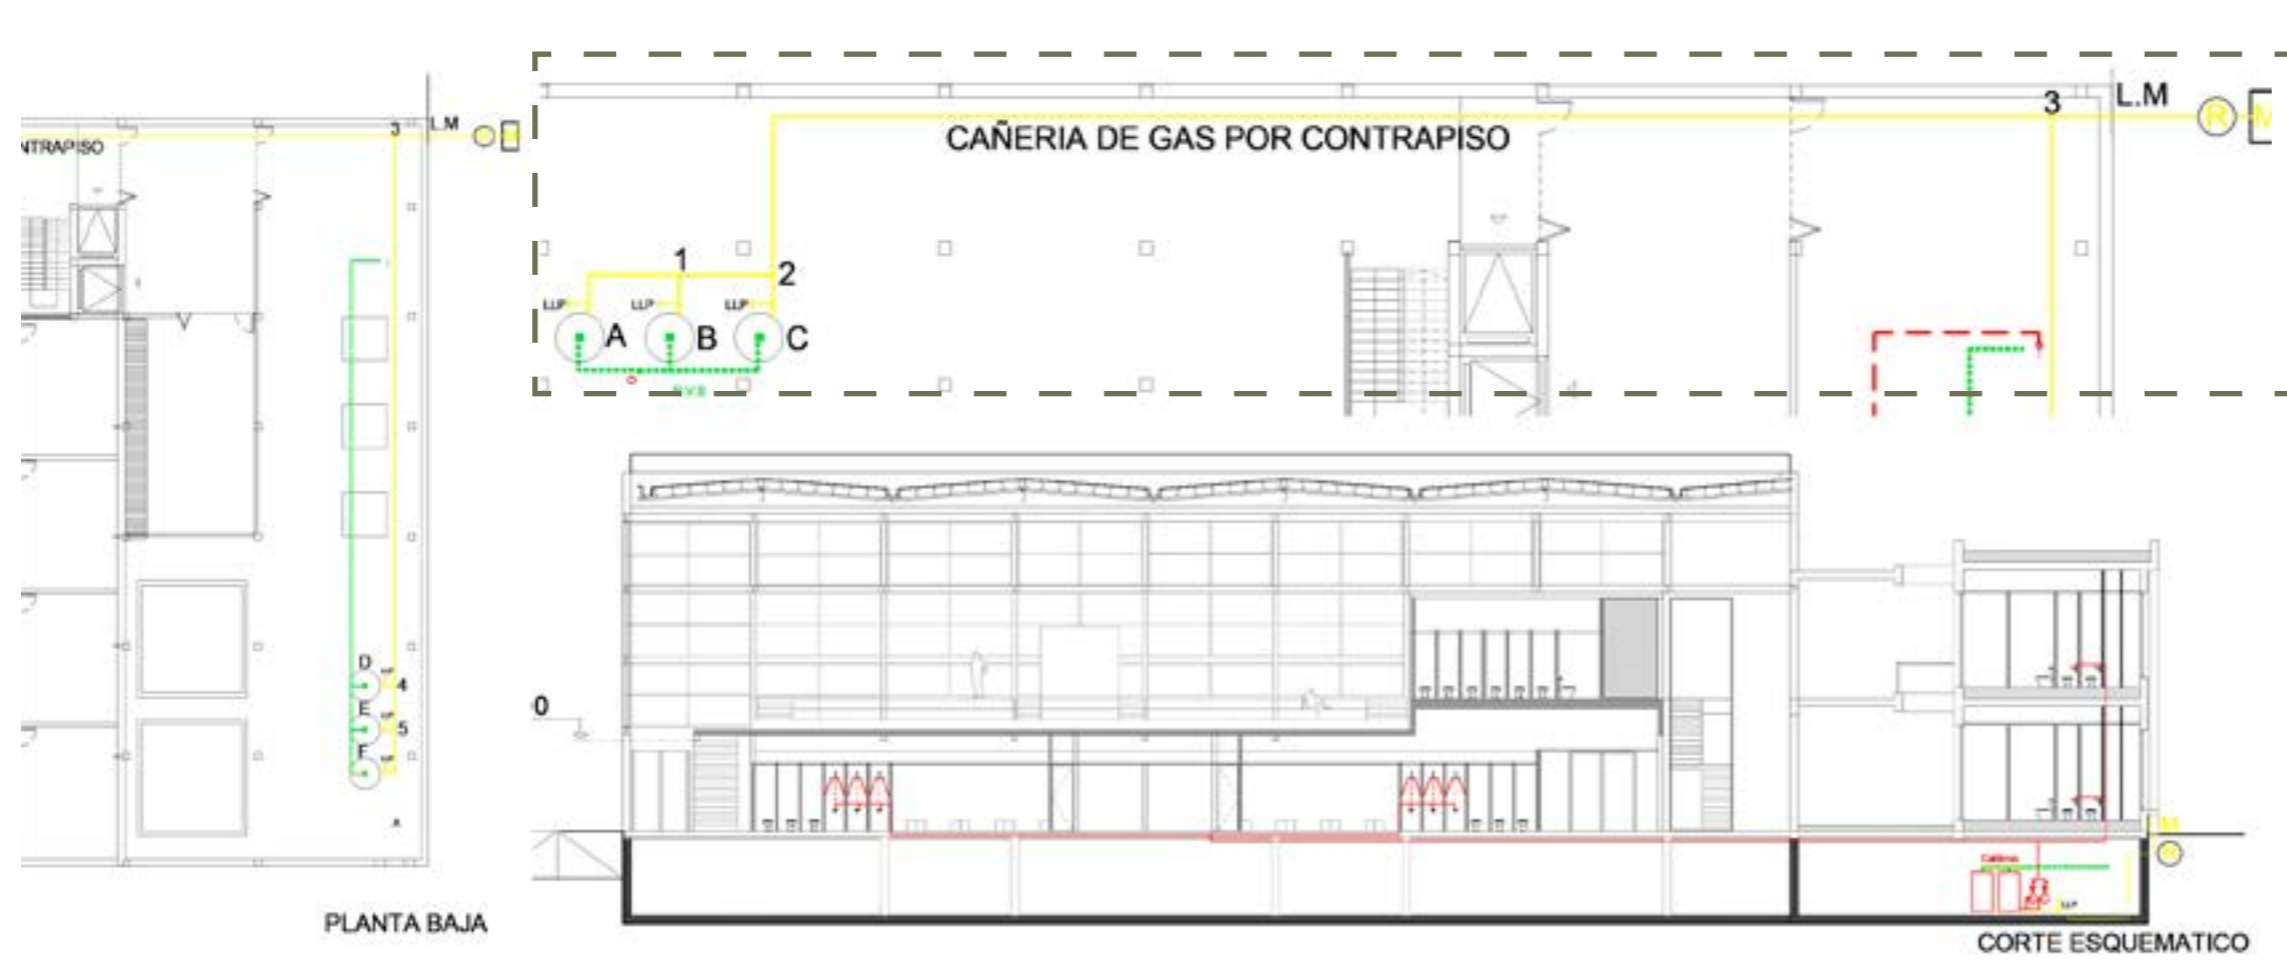 NTRAPISO
3
L.M
D
4
E
5
F
PLANTA BAJA
CAÑERIA DE GAS POR CONTRAPISO
3
L.M
R
M
1
2
LLP
LLP
LLP
A
B
C
0
M
R
LLP
CORTE ESQUEMATICO